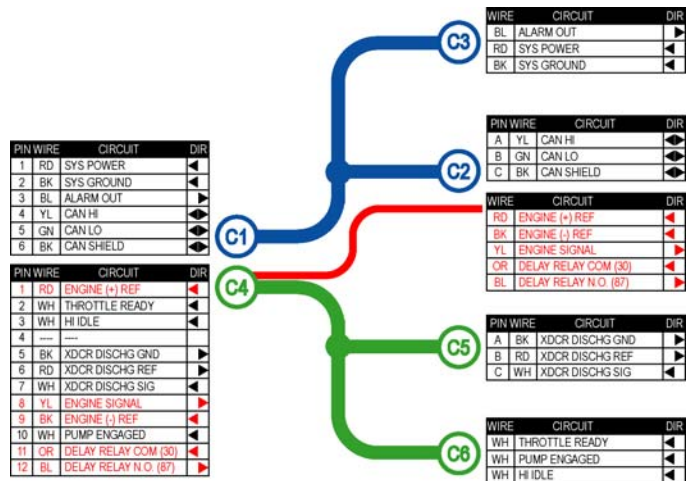 WIRE CIRCUIT DIR
BL ALARM OUT
RD SYS POWER
BK SYS GROUND
C3
PIN WIRE CIRCUIT DIR
A YL CAN HI
B GN CAN LO
C BK CAN SHIELD
C2
PIN WIRE CIRCUIT DIR
1 RD SYS POWER
2 BK SYS GROUND
3 BL ALARM OUT
4 YL CAN HI
5 GN CAN LO
6 BK CAN SHIELD
C1
WIRE CIRCUIT DIR
RD ENGINE (+) REF
BK ENGINE (-) REF
YL ENGINE SIGNAL
OR DELAY RELAY COM (30)
BL DELAY RELAY N.O. (87)
PIN WIRE CIRCUIT DIR
1 RD ENGINE (+) REF
2 WH THROTTLE READY
3 WH HI IDLE
4 ---- ----
5 BK XDCR DISCHG GND
6 RD XDCR DISCHG REF
7 WH XDCR DISCHG SIG
8 YL ENGINE SIGNAL
9 BK ENGINE (-) REF
10 WH PUMP ENGAGED
11 OR DELAY RELAY COM (30)
12 BL DELAY RELAY N.O. (87)
C4
PIN WIRE CIRCUIT DIR
A BK XDCR DISCHG GND
B RD XDCR DISCHG REF
C WH XDCR DISCHG SIG
C5
WIRE CIRCUIT DIR
WH THROTTLE READY
WH PUMP ENGAGED
WH HI IDLE
C6